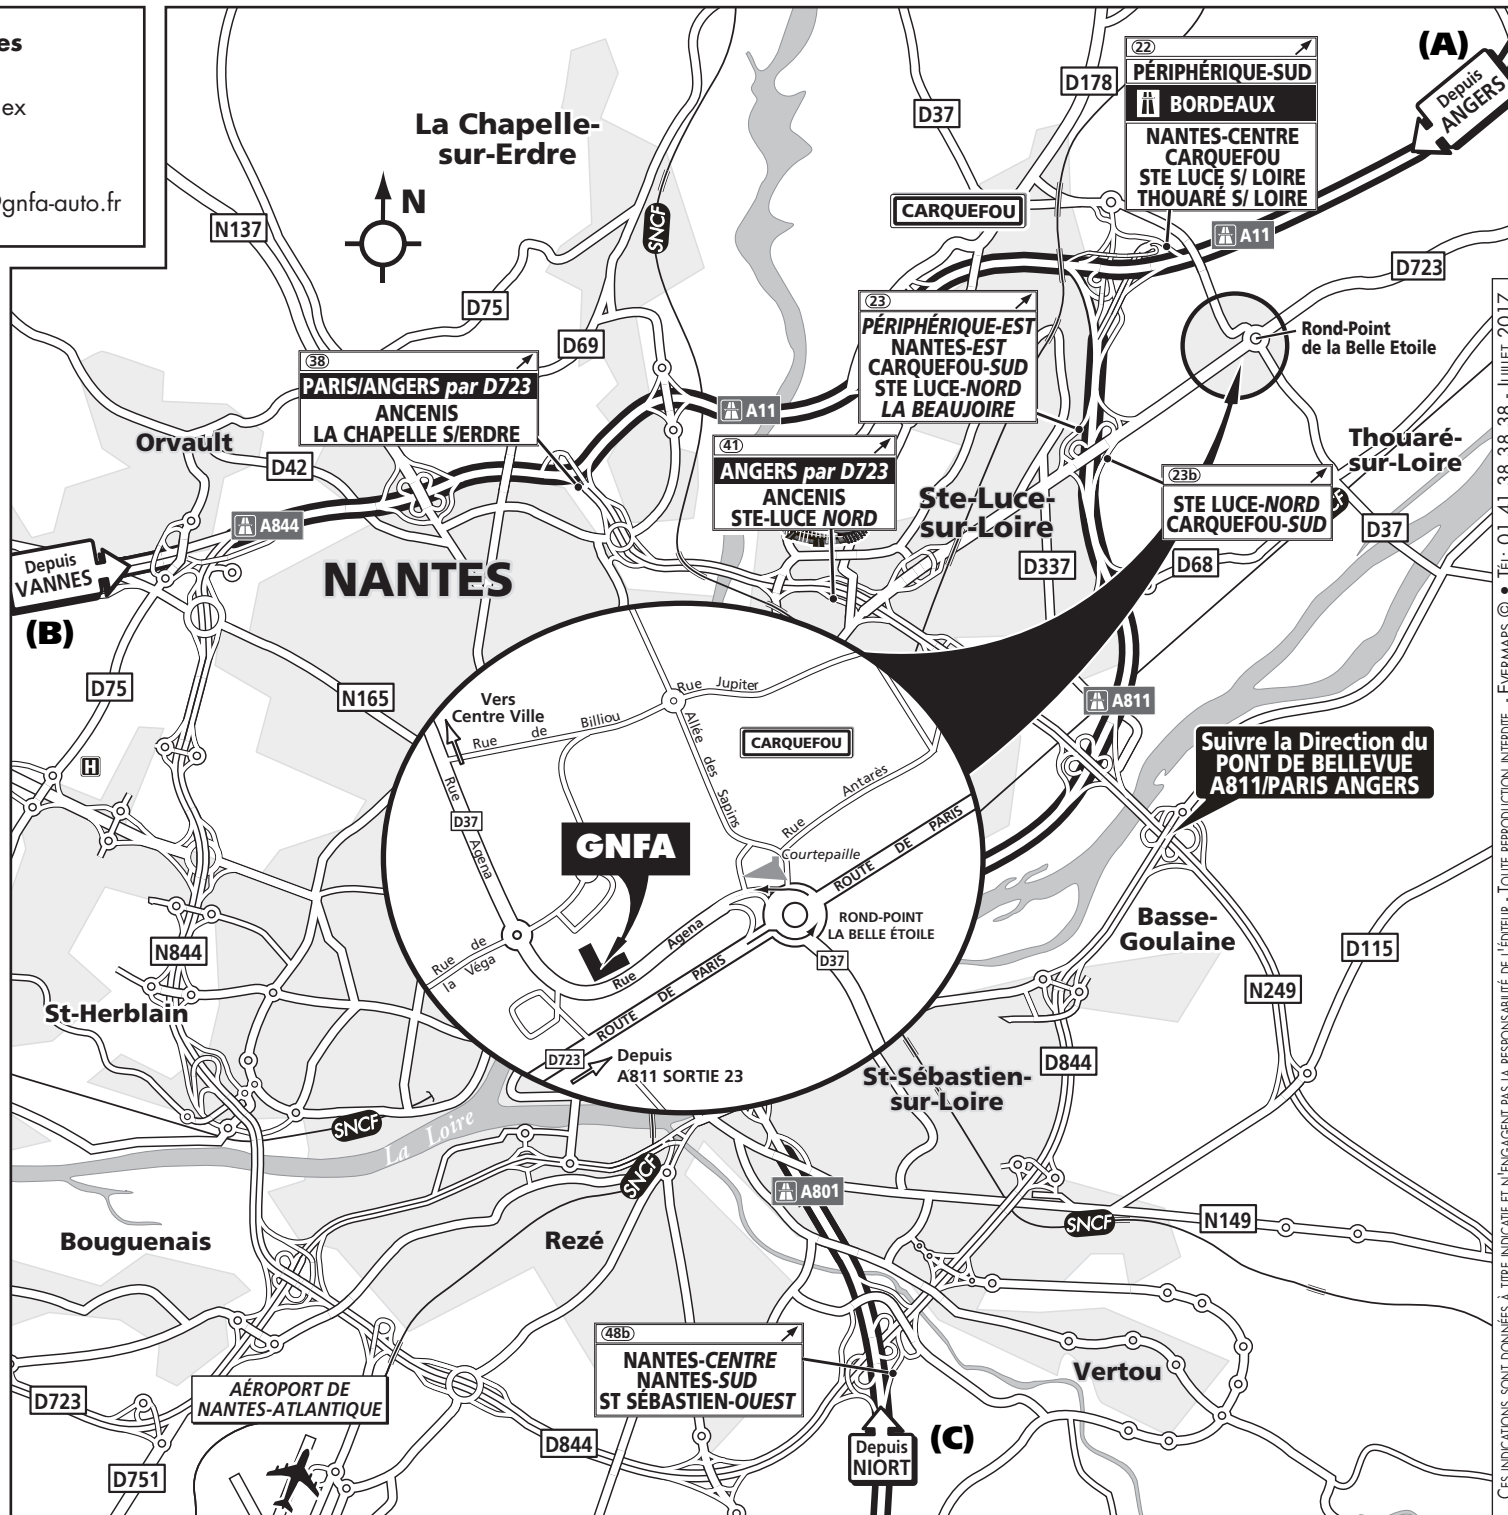 es
ex
@gnfa-auto.fr
(A)
Depuis
ANGERS
22
PÉRIPHÉRIQUE-SUD
BORDEAUX
NANTES-CENTRE
CARQUEFOU
STE LUCE S/ LOIRE
THOUARÉ S/ LOIRE
D178
D37
La Chapelle-
sur-Erdre
N
SNCF
N137
CARQUEFOU
A11
D723
D75
D69
23
PÉRIPHÉRIQUE-EST
NANTES-EST
CARQUEFOU-SUD
STE LUCE-NORD
LA BEAUJOIRE
Rond-Point
de la Belle Etoile
38
PARIS/ANGERS par D723
ANCENIS
LA CHAPELLE S/ERDRE
A11
41
ANGERS par D723
ANCENIS
STE-LUCE NORD
Orvault
D42
Thouaré-
sur-Loire
23b
STE LUCE-NORD
CARQUEFOU-SUD
Ste-Luce-
sur-Loire
A844
D37
Depuis
VANNES
(B)
NANTES
D337
D68
D75
N165
A811
Vers
Centre Ville
Rue de Billiou
Rue Jupiter
Allée des Sapins
CARQUEFOU
Rue Antarès
Rue Agena
D37
GNFA
Courtepaille
ROUTE DE PARIS
ROND-POINT
LA BELLE ÉTOILE
D37
Rue de
la Véga
Rue Agena
ROUTE DE PARIS
D723
Depuis
A811 SORTIE 23
Suivre la Direction du
PONT DE BELLEVUE
A811/PARIS ANGERS
H
Basse-
Goulaine
D115
N249
N844
St-Herblain
D844
St-Sébastien-
sur-Loire
SNCF
La Loire
SNCF
A801
SNCF
N149
Bouguenais
Rezé
48b
NANTES-CENTRE
NANTES-SUD
ST SÉBASTIEN-OUEST
Vertou
D723
AÉROPORT DE
NANTES-ATLANTIQUE
D844
D751
Depuis
NIORT
(C)
CES INDICATIONS SONT DONNÉES À TITRE INDICATIF ET N'ENGAGENT PAS LA RESPONSABILITÉ DE L'ÉDITEUR - TOUTE REPRODUCTION INTERDITE - EVERMAPS © • TÉL: 01 41 38 38 38 - JUILLET 2017